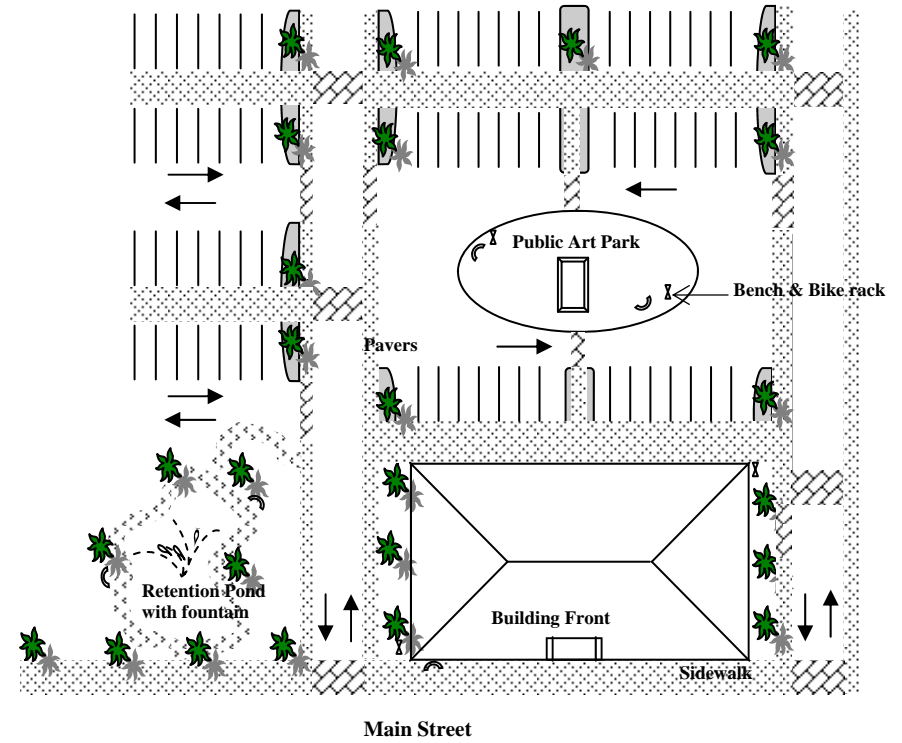 Public Art Park
Bench & Bike rack
Pavers
Retention Pond
with fountain
Building Front
Sidewalk
Main Street